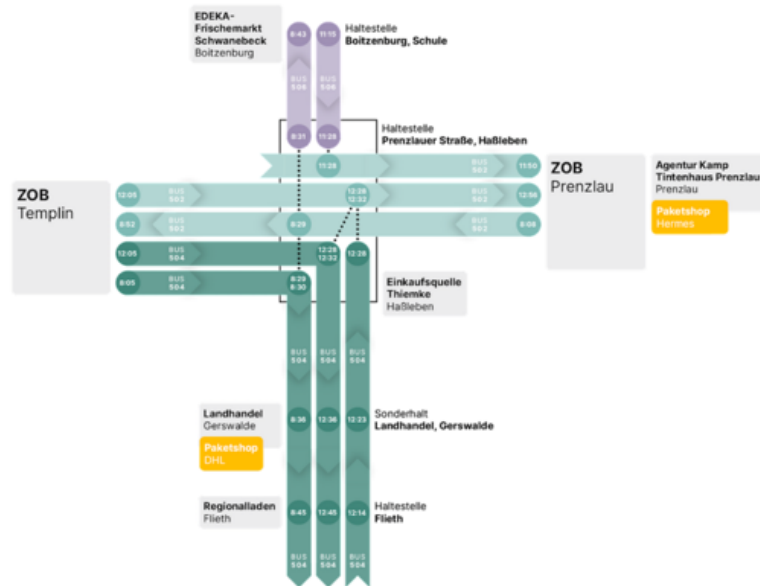 EDEKA-
Frischemarkt
Schwanebeck
Boitzenburg
8:43
11:15
Haltestelle
Boitzenburg, Schule
BUS
506
BUS
506
8:31
11:28
Haltestelle
Prenzlauer Straße, Haßleben
11:28
BUS
502
11:50
ZOB
Templin
12:05
BUS
502
12:28
12:32
BUS
502
12:56
8:52
BUS
502
8:29
BUS
502
8:08
ZOB
Prenzlau
Agentur Kamp
Tintenhaus Prenzlau
Prenzlau
Paketshop
Hermes
12:05
BUS
504
12:28
12:32
12:28
8:05
BUS
504
8:29
8:30
Einkaufsquelle
Thiemke
Haßleben
BUS
504
BUS
504
BUS
504
Landhandel
Gerswalde
Paketshop
DHL
8:36
12:36
12:23
Sonderhalt
Landhandel, Gerswalde
Regionalladen
Flieth
8:45
12:45
12:14
Haltestelle
Flieth
BUS
504
BUS
504
BUS
504